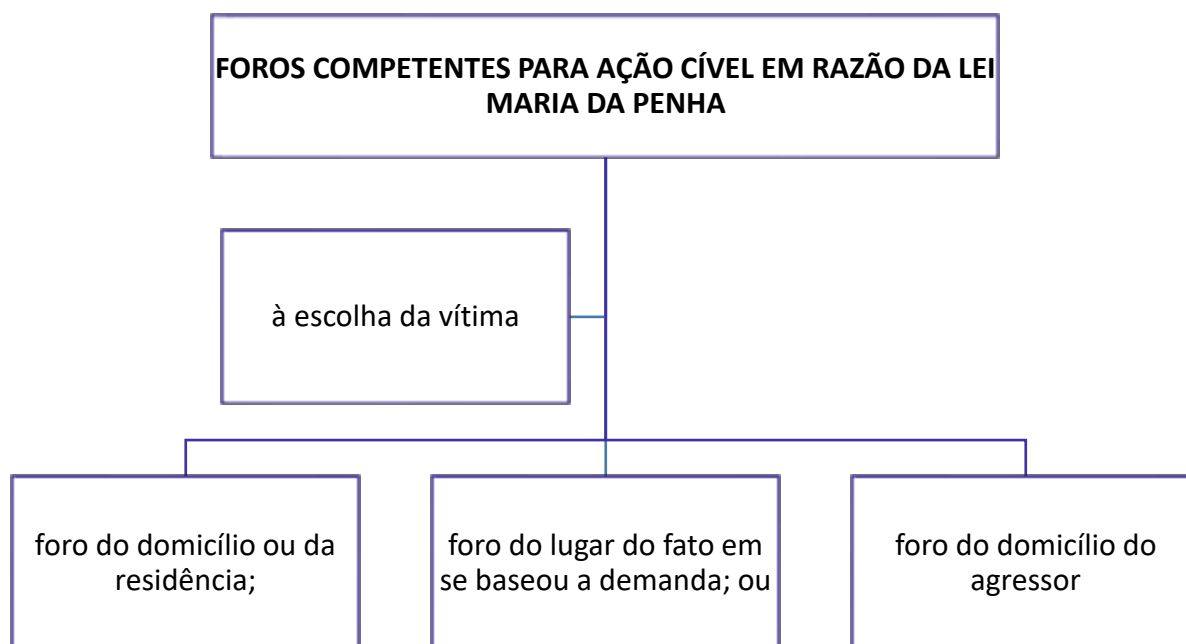 FOROS COMPETENTES PARA AÇÃO CÍVEL EM RAZÃO DA LEI
MARIA DA PENHA
à escolha da vítima
foro do domicílio ou da
residência;
foro do lugar do fato em
se baseou a demanda; ou
foro do domicílio do
agressor